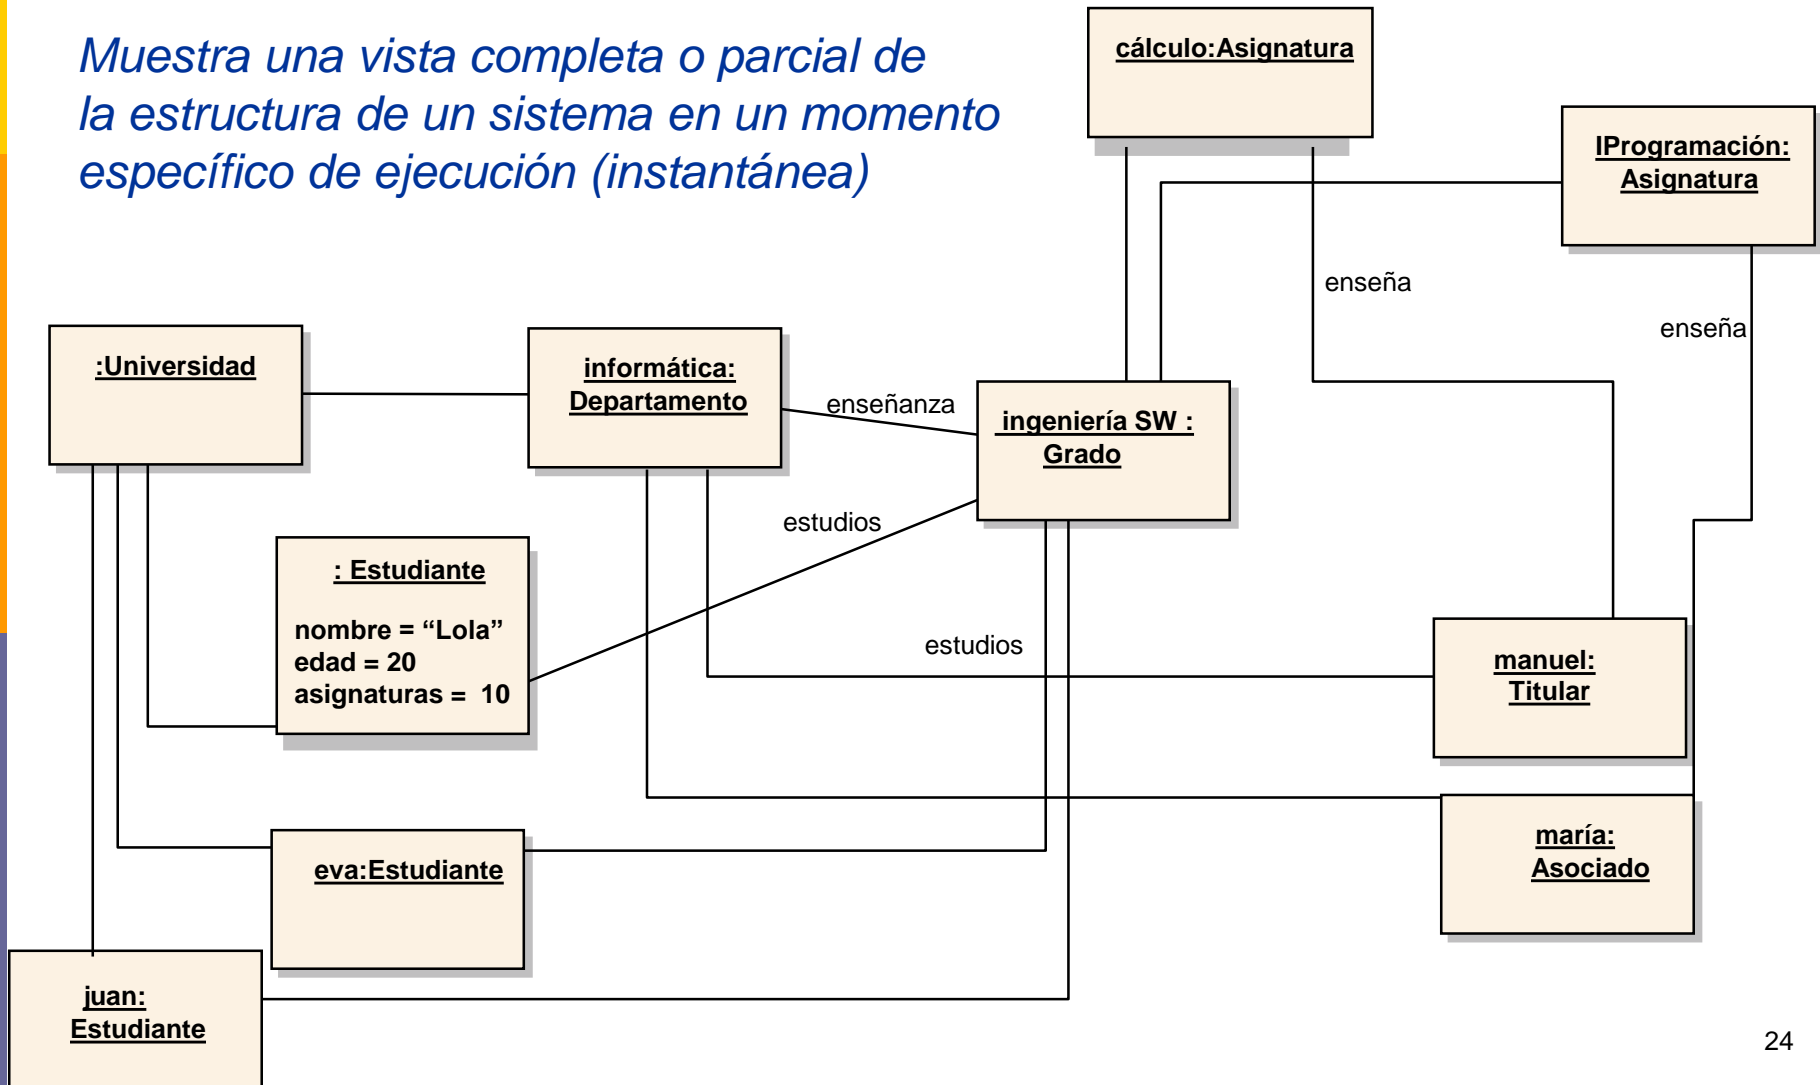 Muestra una vista completa o parcial de
la estructura de un sistema en un momento
específico de ejecución (instantánea)
cálculo:Asignatura
IProgramación:
Asignatura
enseña
enseña
:Universidad
informática:
Departamento
enseñanza
ingeniería SW :
Grado
estudios
: Estudiante
nombre = “Lola”
edad = 20
asignaturas =  10
estudios
manuel:
Titular
eva:Estudiante
maría:
Asociado
juan:
Estudiante
24